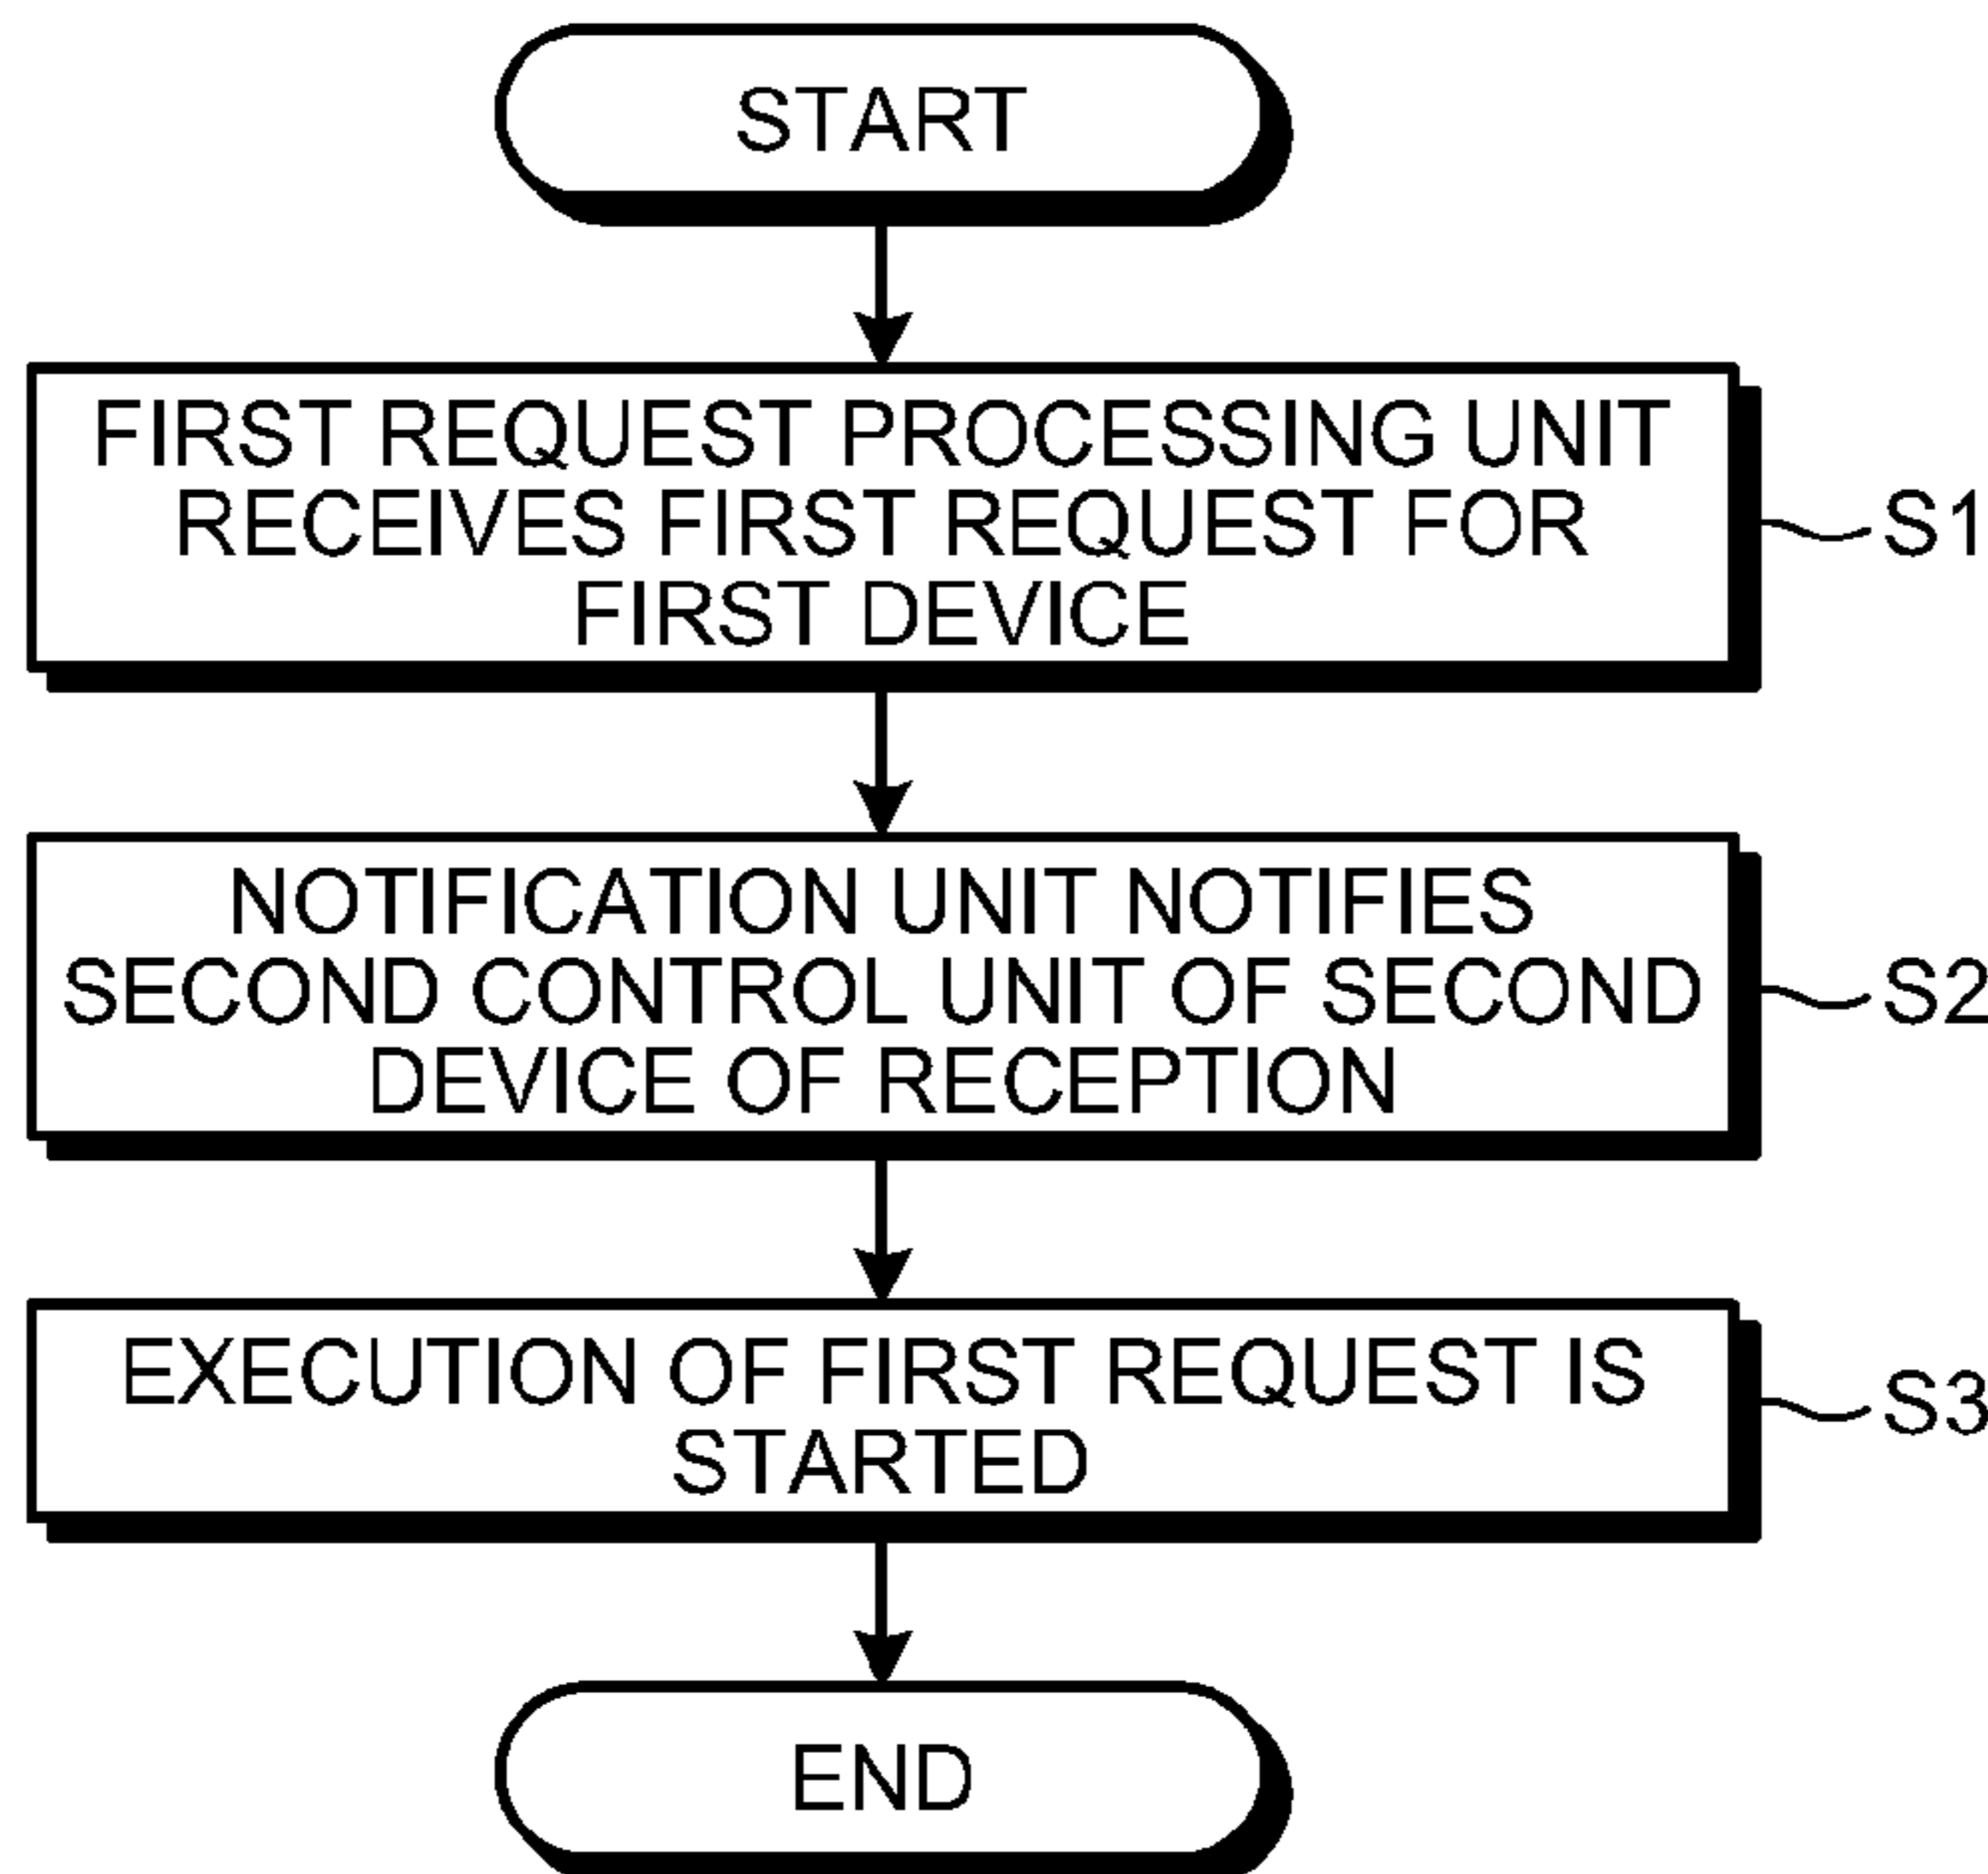 START
FIRST REQUEST PROCESSING UNIT
RECEIVES FIRST REQUEST FOR
FIRST DEVICE
S1
NOTIFICATION UNIT NOTIFIES
SECOND CONTROL UNIT OF SECOND
DEVICE OF RECEPTION
S2
EXECUTION OF FIRST REQUEST IS
STARTED
S3
END